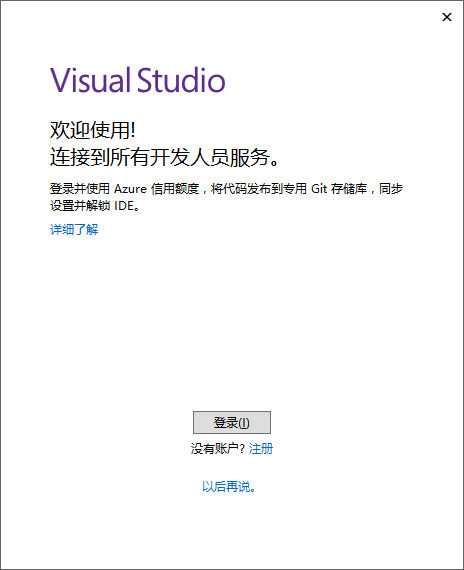 Visual Studio
欢迎使用!
连接到所有开发人员服务。
登录并使用 Azure 信用额度，将代码发布到专用 Git 存储库，同步
设置并解锁 IDE。
详细了解
登录(I)
没有账户? 注册
以后再说。